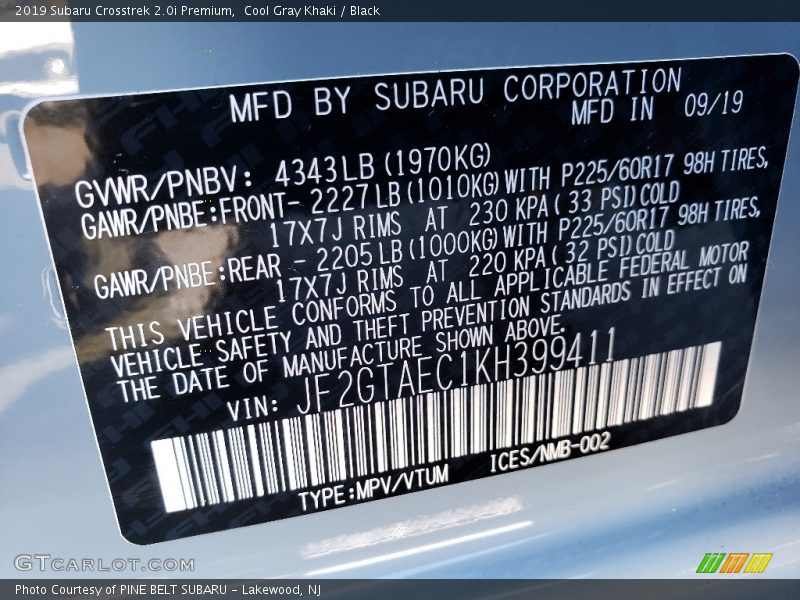 2019 Subaru Crosstrek 2.0i Premium,  Cool Gray Khaki / Black
MFD BY SUBARU CORPORATION
MFD IN 09/19
GVWR/PNBV: 4343LB (1970KG)
GAWR/PNBE:FRONT- 2227LB (1010KG) WITH P225/60R17 98H TIRES,
17X7J RIMS AT 230 KPA ( 33 PSI) COLD
GAWR/PNBE:REAR - 2205LB (1000KG) WITH P225/60R17 98H TIRES,
17X7J RIMS AT 220 KPA ( 32 PSI) COLD
THIS VEHICLE CONFORMS TO ALL APPLICABLE FEDERAL MOTOR
VEHICLE SAFETY AND THEFT PREVENTION STANDARDS IN EFFECT ON
THE DATE OF MANUFACTURE SHOWN ABOVE.
VIN: JF2GTAEC1KH399411
TYPE:MPV/VTUM ICES/NMB-002
GTCARLOT.COM
Photo Courtesy of PINE BELT SUBARU - Lakewood, NJ